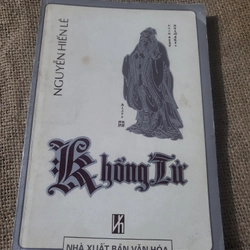 NGUYỄN HIẾN LÊ
Khổng Tử
NHÀ XUẤT BẢN VĂN HÓA